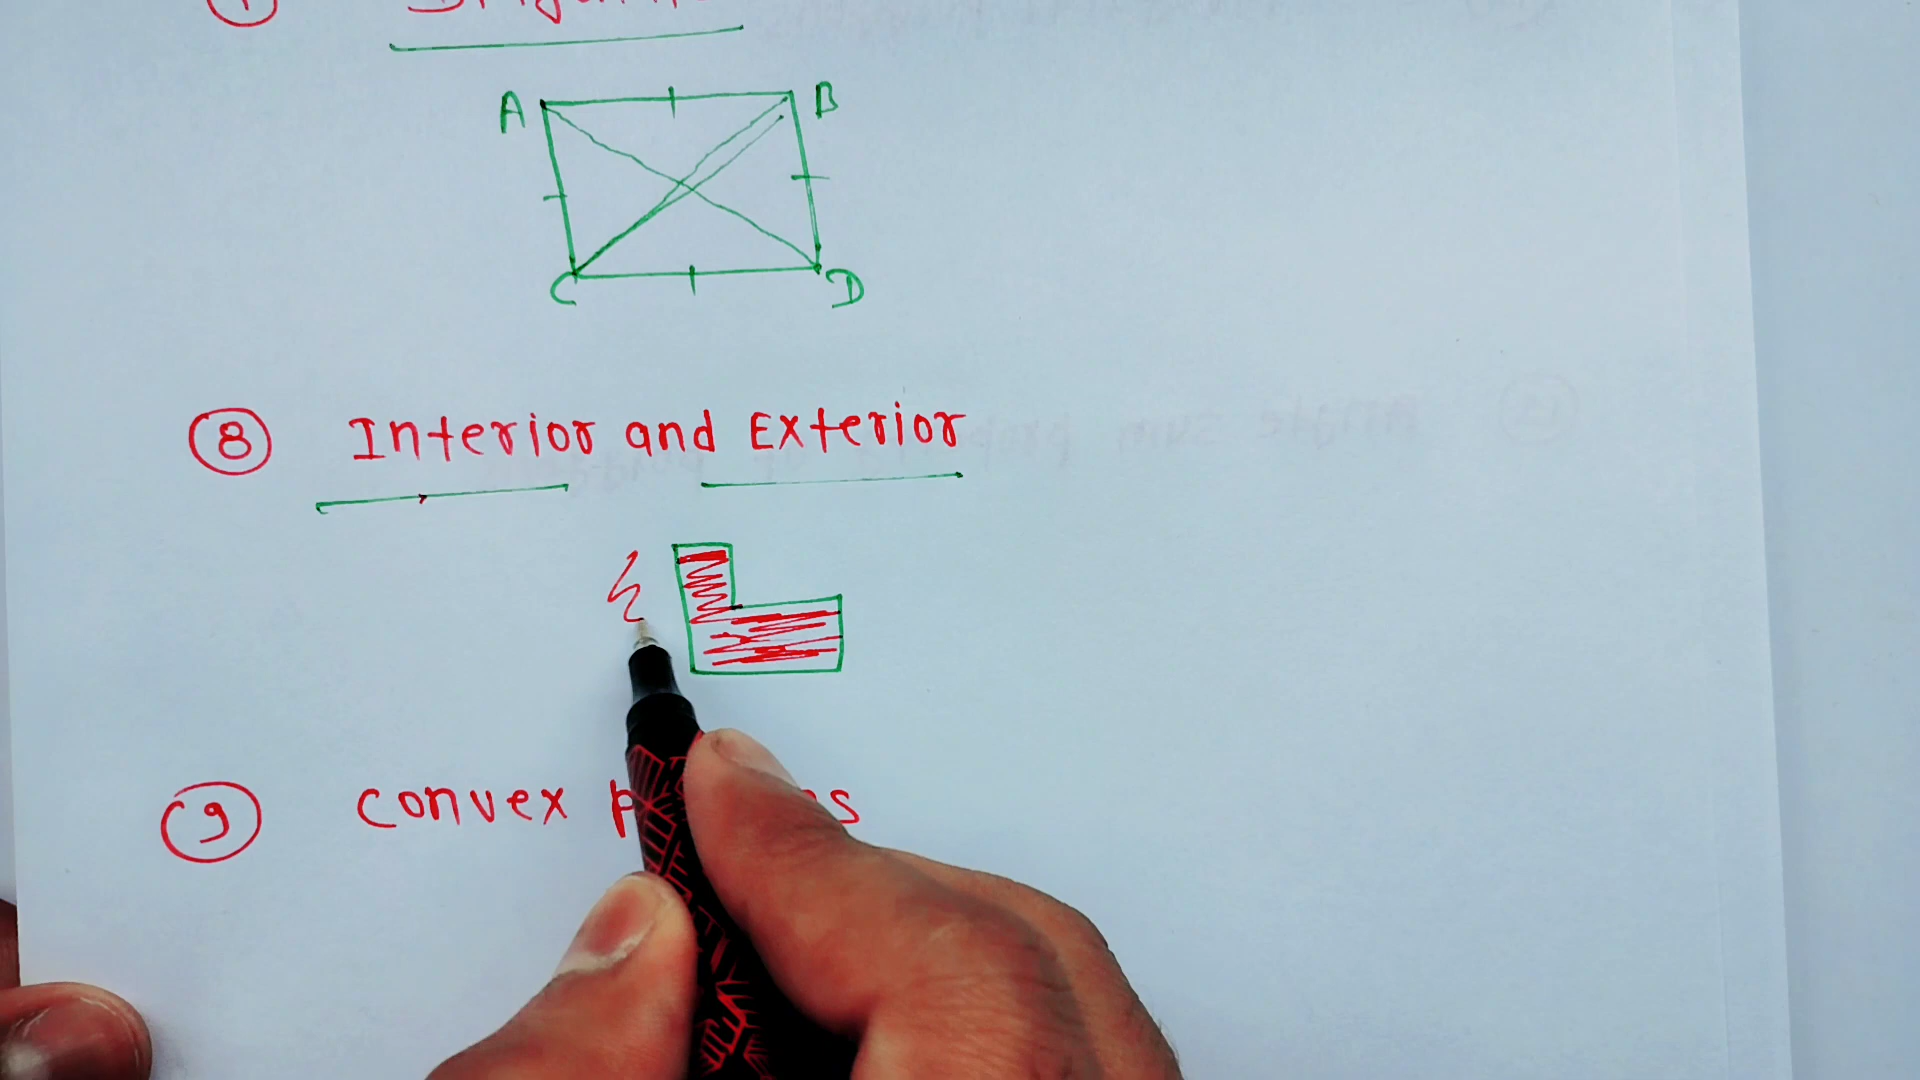 A B
C D
8 Interior and Exterior
9 convex